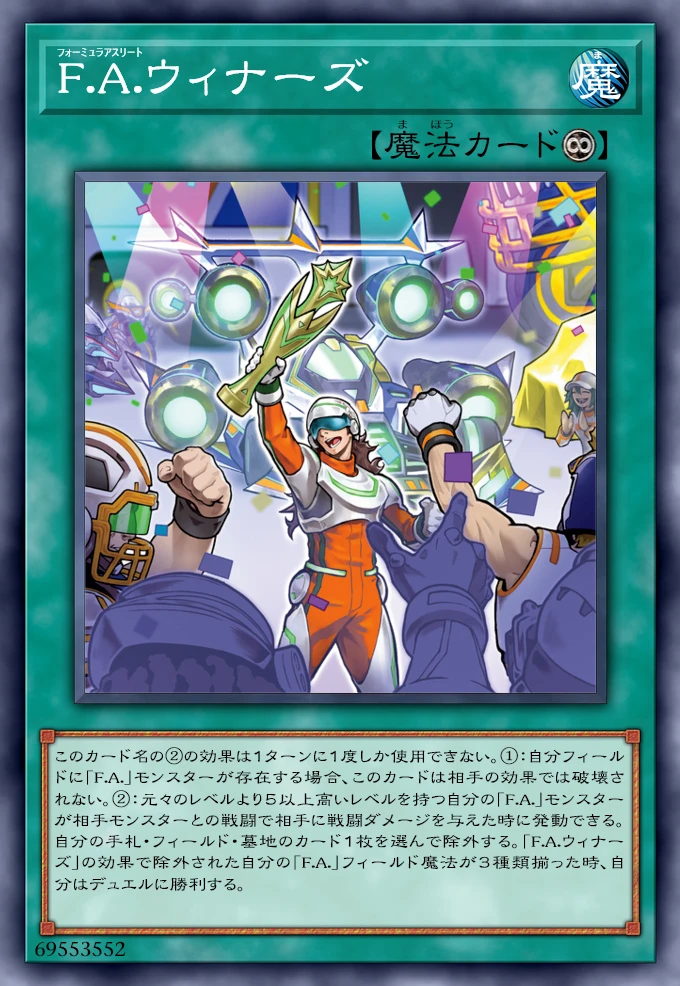 フォーミュラアスリート
F.A.ウィナーズ
魔
ま
ま ほう
【魔法カード♾】
このカード名の②の効果は1ターンに1度しか使用できない。①:自分フィール
ドに「F.A.」モンスターが存在する場合、このカードは相手の効果では破壊さ
れない。②:元々のレベルより5以上高いレベルを持つ自分の「F.A.」モンスター
が相手モンスターとの戦闘で相手に戦闘ダメージを与えた時に発動できる。
自分の手札・フィールド・墓地のカード1枚を選んで除外する。「F.A.ウィナー
ズ」の効果で除外された自分の「F.A.」フィールド魔法が3種類揃った時、自
分はデュエルに勝利する。
69553552